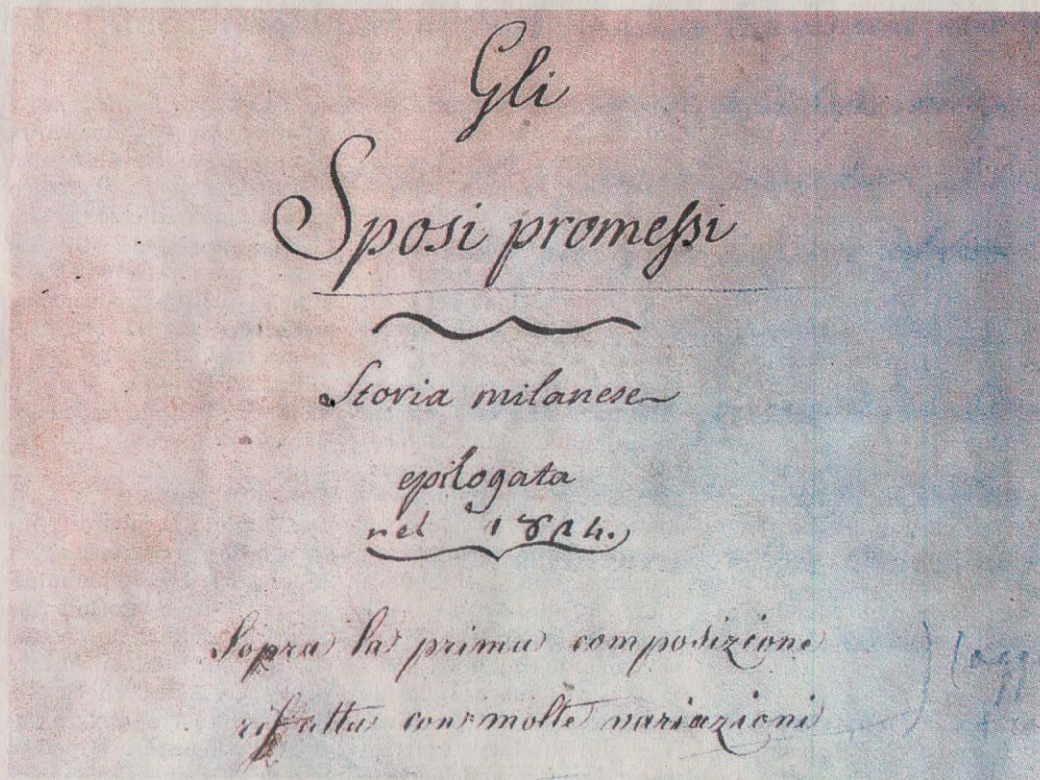 Gli
Sposi promessi
Storia milanese
epilogata
nel 1824.
Sopra la prima composizione
rifatta con molte variazioni